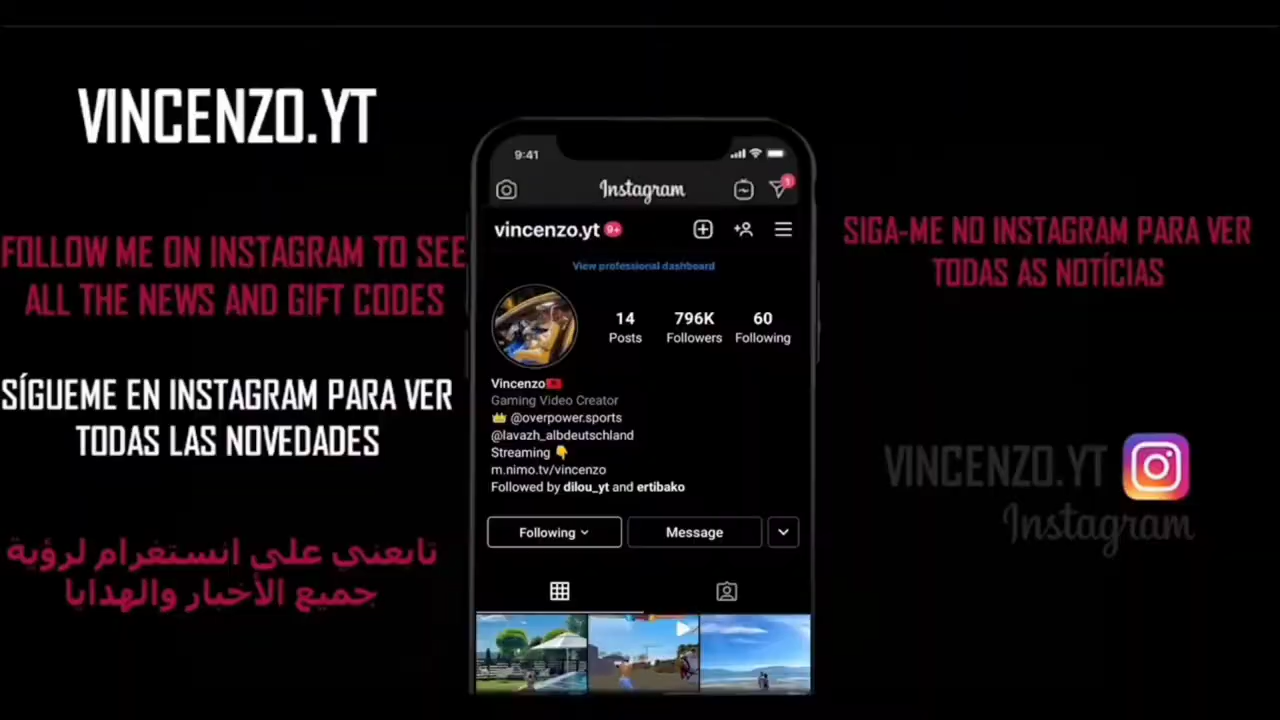 VINCENZO.YT
FOLLOW ME ON INSTAGRAM TO SEE
ALL THE NEWS AND GIFT CODES
SÍGUEME EN INSTAGRAM PARA VER
TODAS LAS NOVEDADES
تابعني على انستغرام لرؤية
جميع الأخبار والهدايا
9:41
Instagram
1
vincenzo.yt 9+
View professional dashboard
14 796K 60
Posts Followers Following
Vincenzo
Gaming Video Creator
@overpower.sports
@lavazh_albdeutschland
Streaming
m.nimo.tv/vincenzo
Followed by dilou_yt and ertibako
Following Message
SIGA-ME NO INSTAGRAM PARA VER
TODAS AS NOTÍCIAS
VINCENZO.YT
Instagram